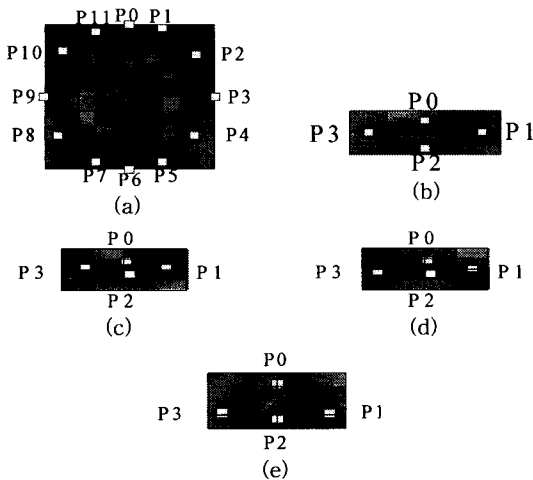 P11 P0 P1
P10 P2
P9 P3
P8 P4
P7 P6 P5
(a)
P0
P3 P1
P2
(b)
P0
P3 P1
P2
(c)
P0
P3 P1
P2
(d)
P0
P3 P1
P2
(e)